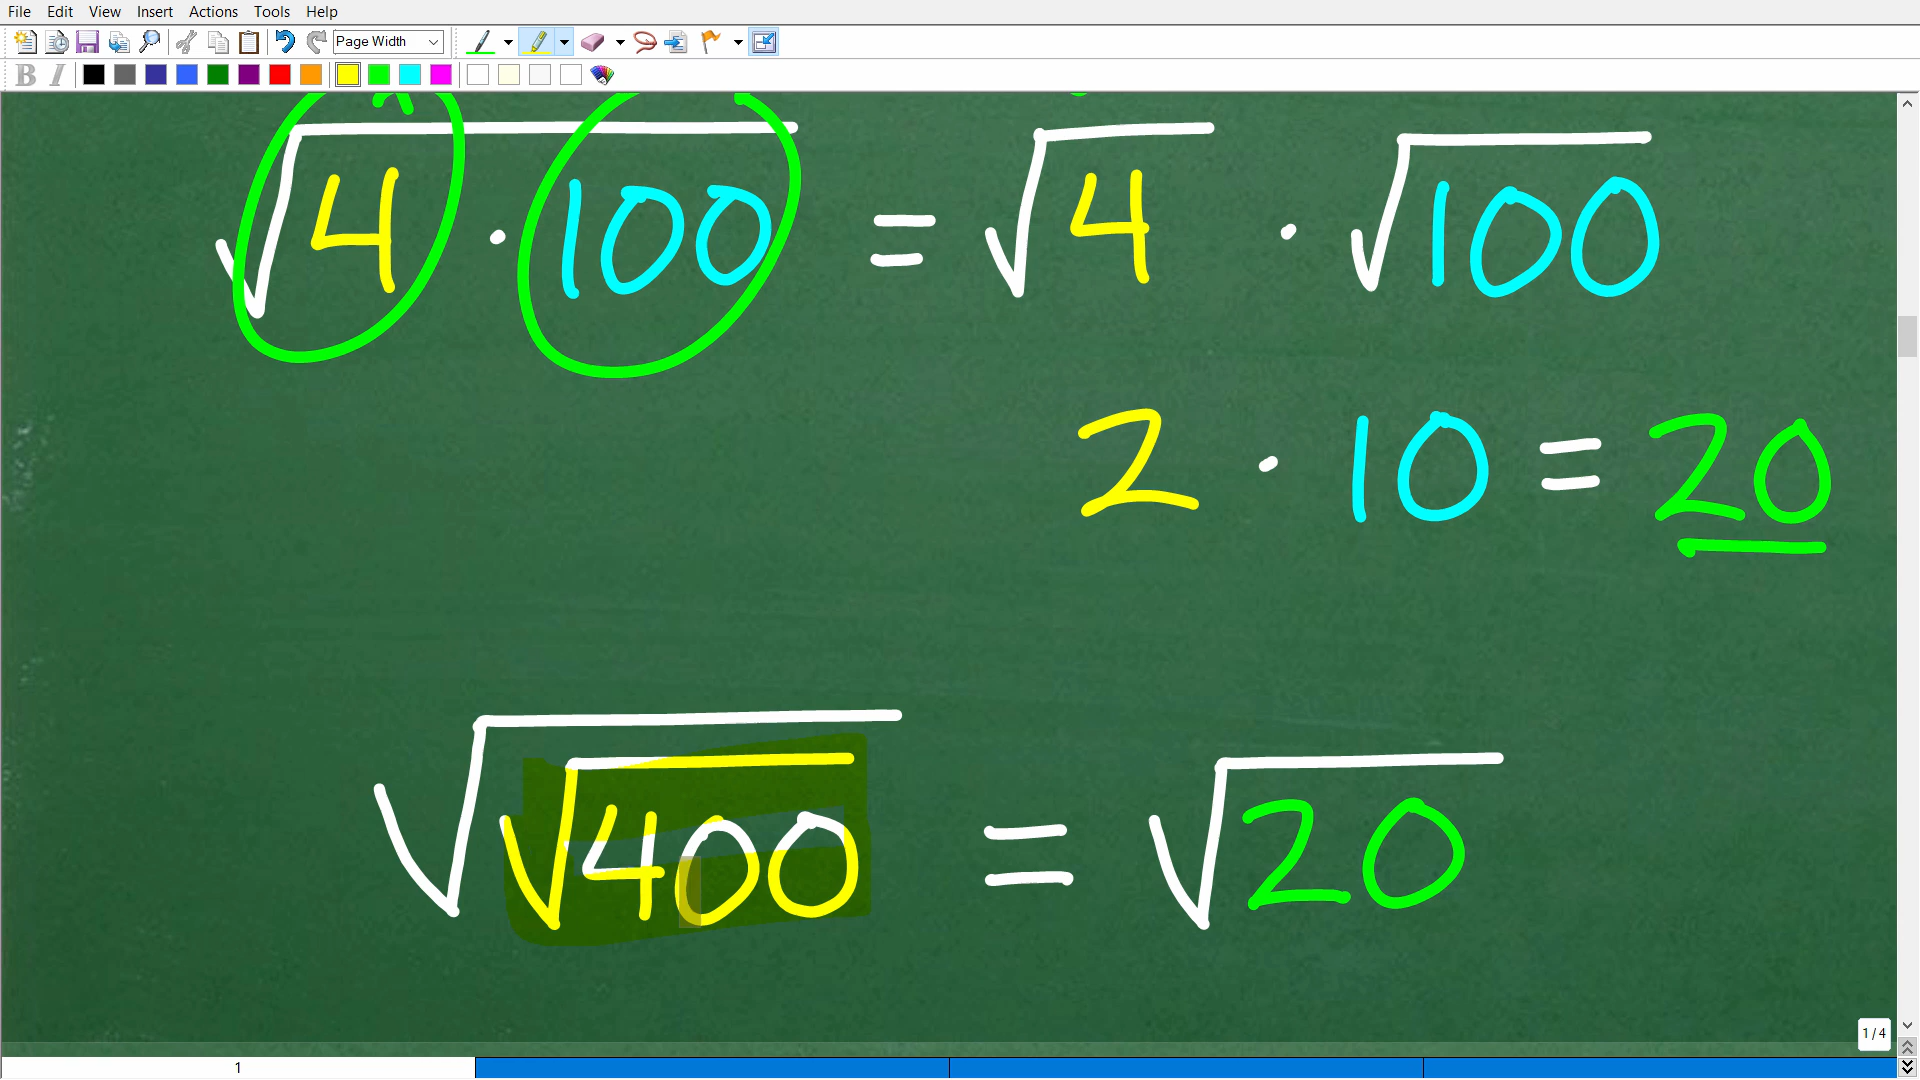 File Edit View Insert Actions Tools Help
Page Width
B I
√4 · 100 = √4 · √100
2 · 10 = 20
√√400 = √20
1 / 4
1